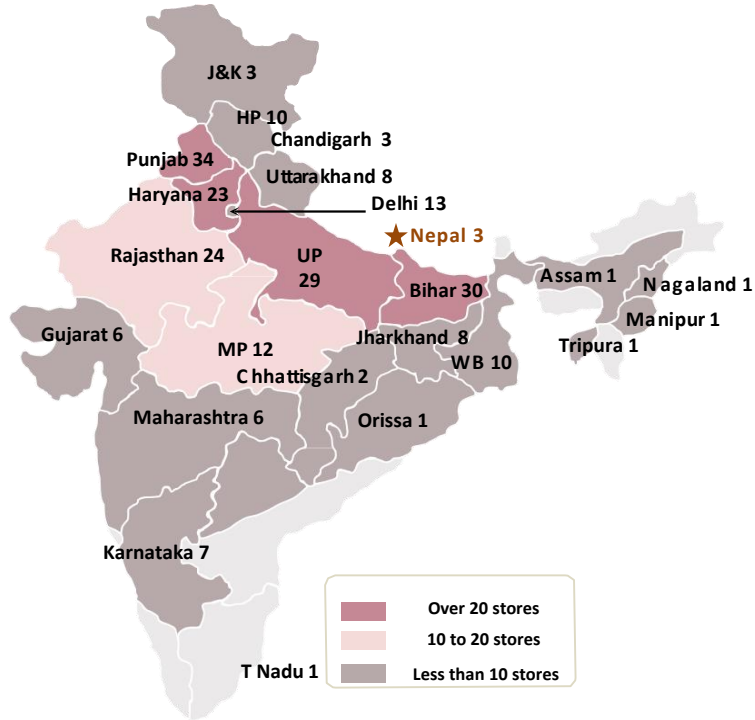 J&K 3
HP 10
Chandigarh 3
Punjab 34
Uttarakhand 8
Haryana 23
Delhi 13
Nepal 3
Rajasthan 24
UP
29
Bihar 30
Assam 1
Nagaland 1
Manipur 1
Tripura 1
Gujarat 6
MP 12
Jharkhand 8
WB 10
Chhattisgarh 2
Maharashtra 6
Orissa 1
Karnataka 7
T Nadu 1
Over 20 stores
10 to 20 stores
Less than 10 stores